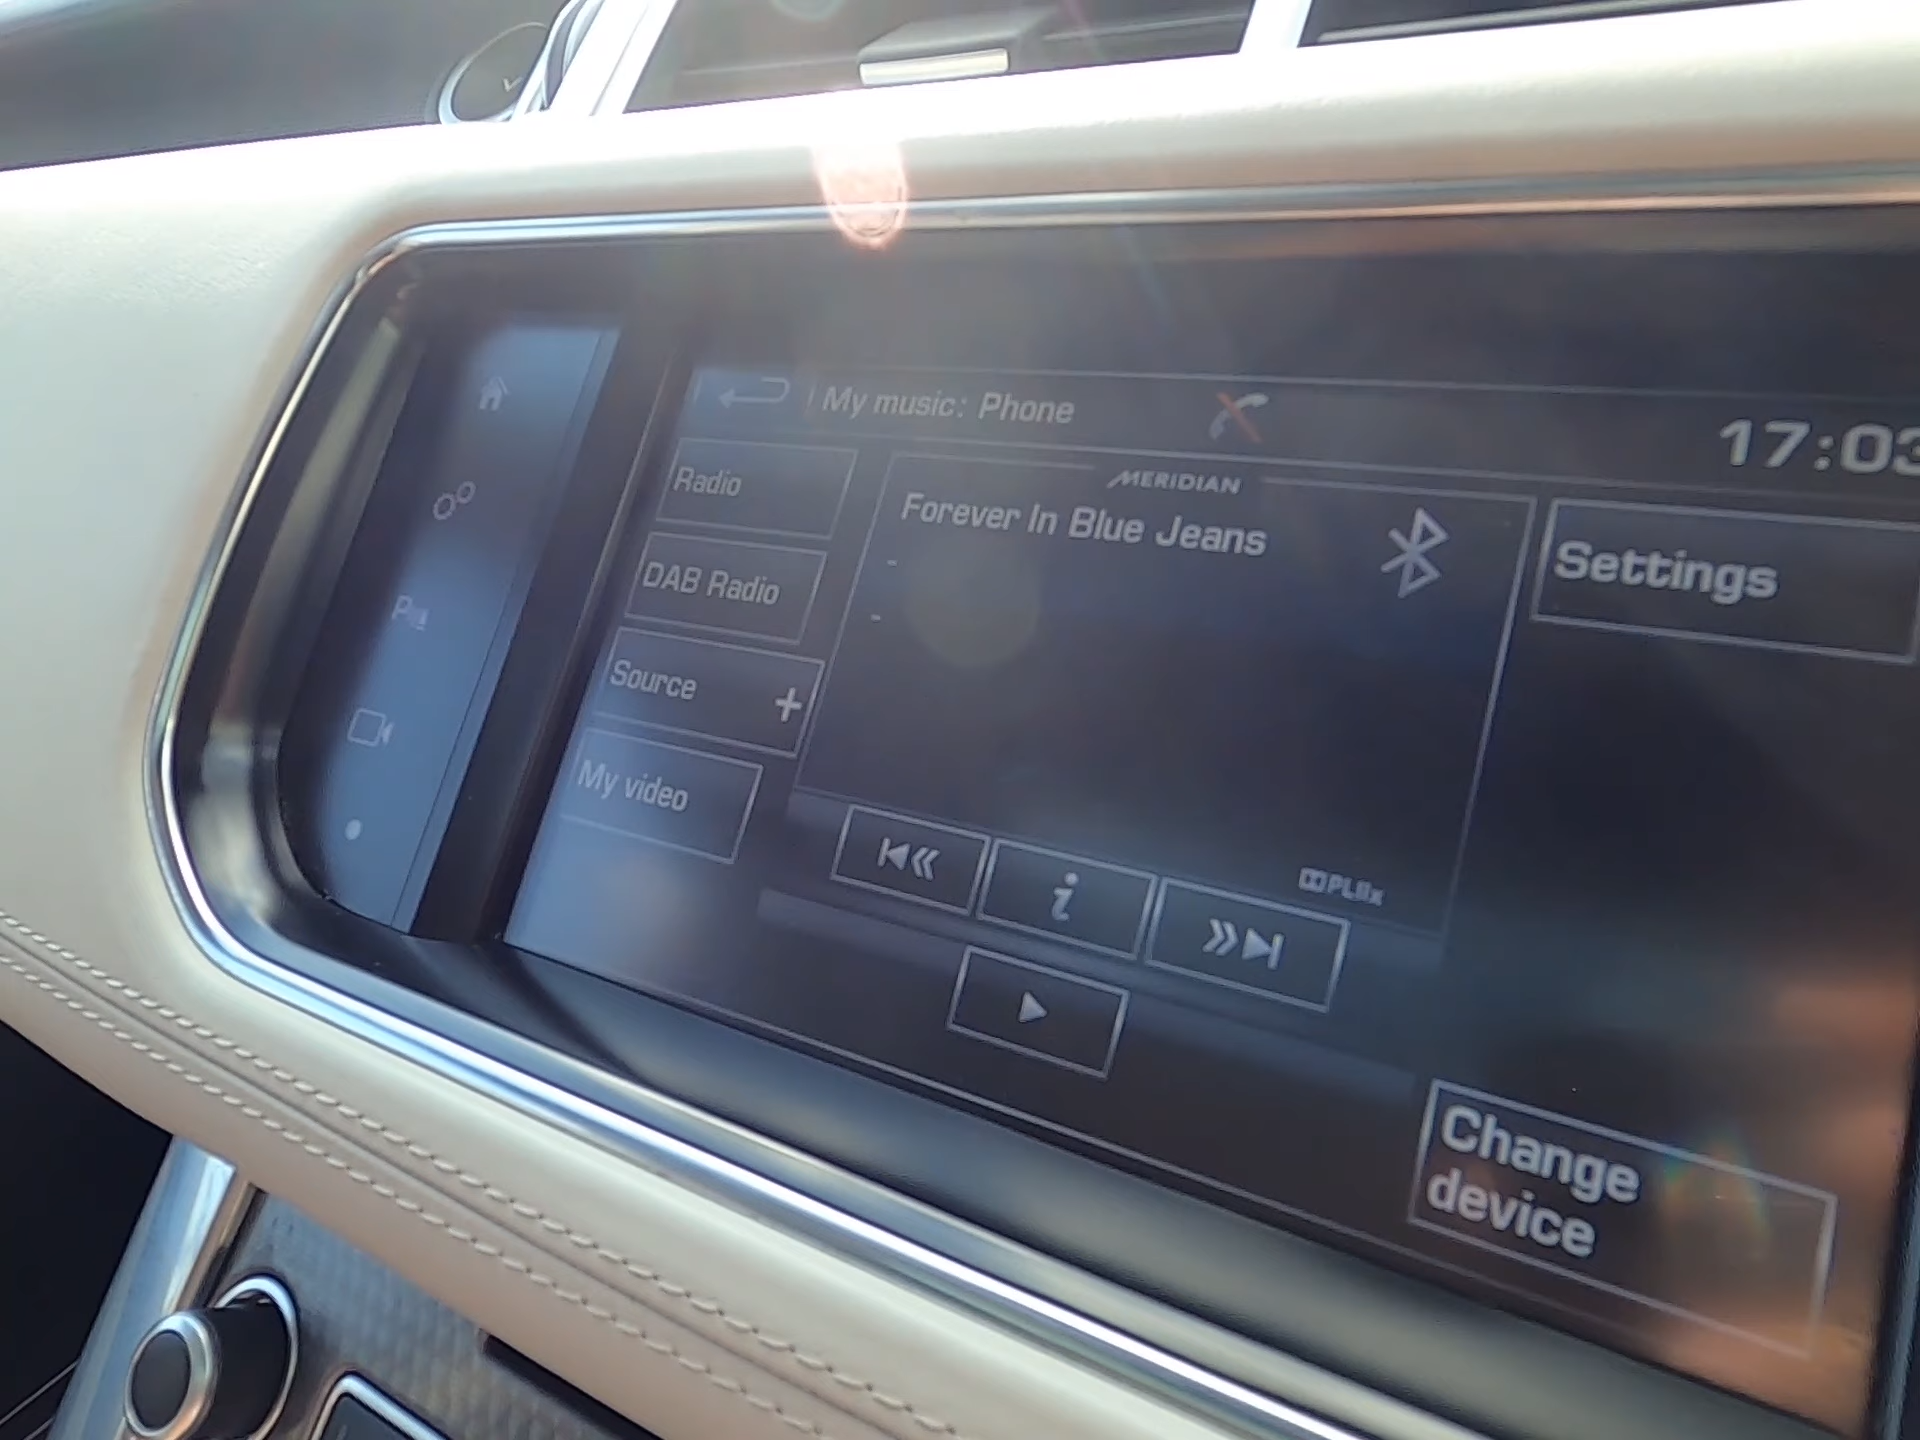 My music: Phone
17:03
MERIDIAN
Radio
Forever In Blue Jeans
-
-
DAB Radio
Settings
Source +
My video
i
PLIIx
Change
device